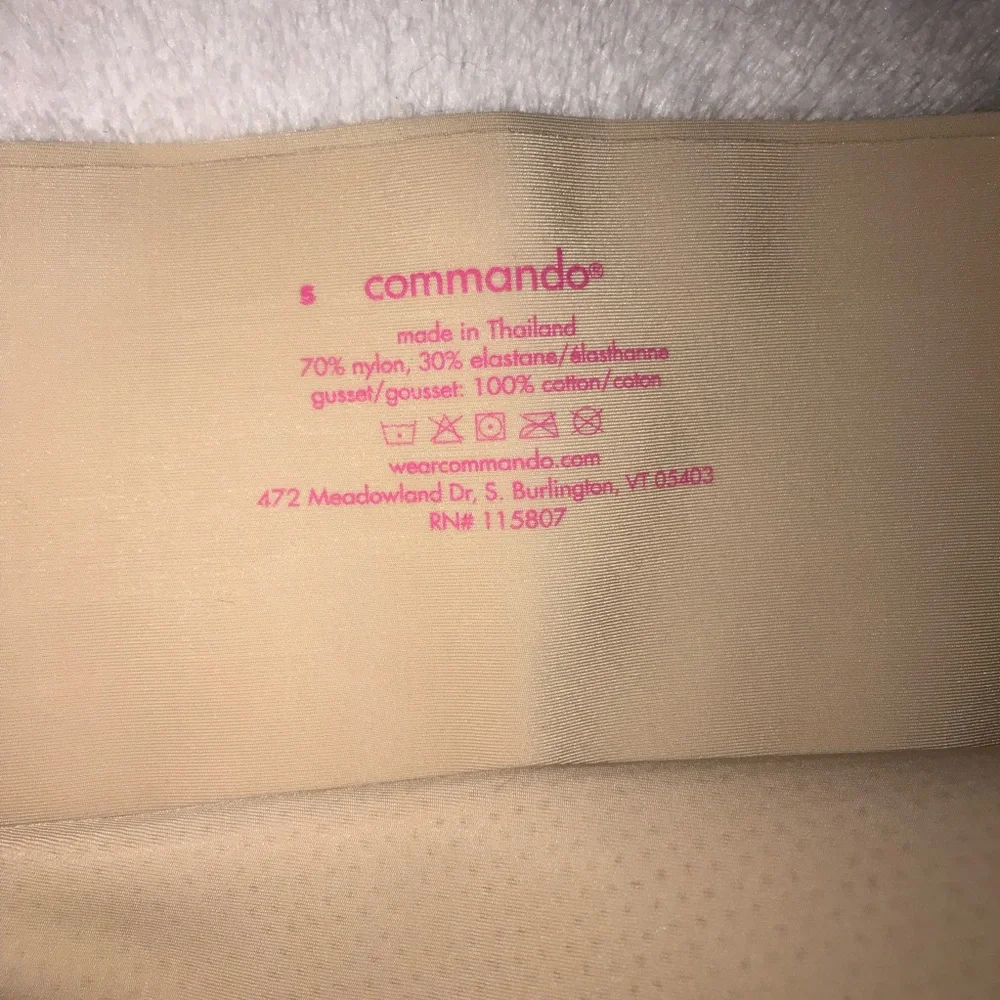 s commando®
made in Thailand
70% nylon, 30% elastane/élasthanne
gusset/gousset: 100% cotton/coton
wearcommando.com
472 Meadowland Dr, S. Burlington, VT 05403
RN# 115807